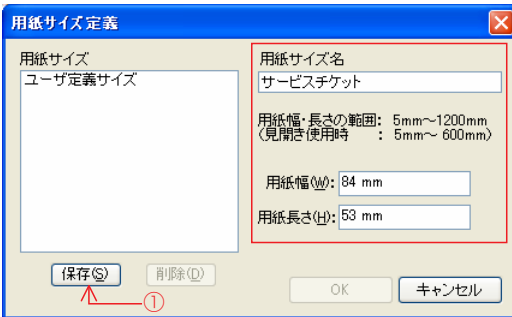 用紙サイズ定義
用紙サイズ
ユーザ定義サイズ
用紙サイズ名
サービスチケット
用紙幅・長さの範囲: 5mm～1200mm
(見開き使用時 : 5mm～ 600mm)
用紙幅(W): 84 mm
用紙長さ(H): 53 mm
保存(S) 削除(D)
①
OK キャンセル